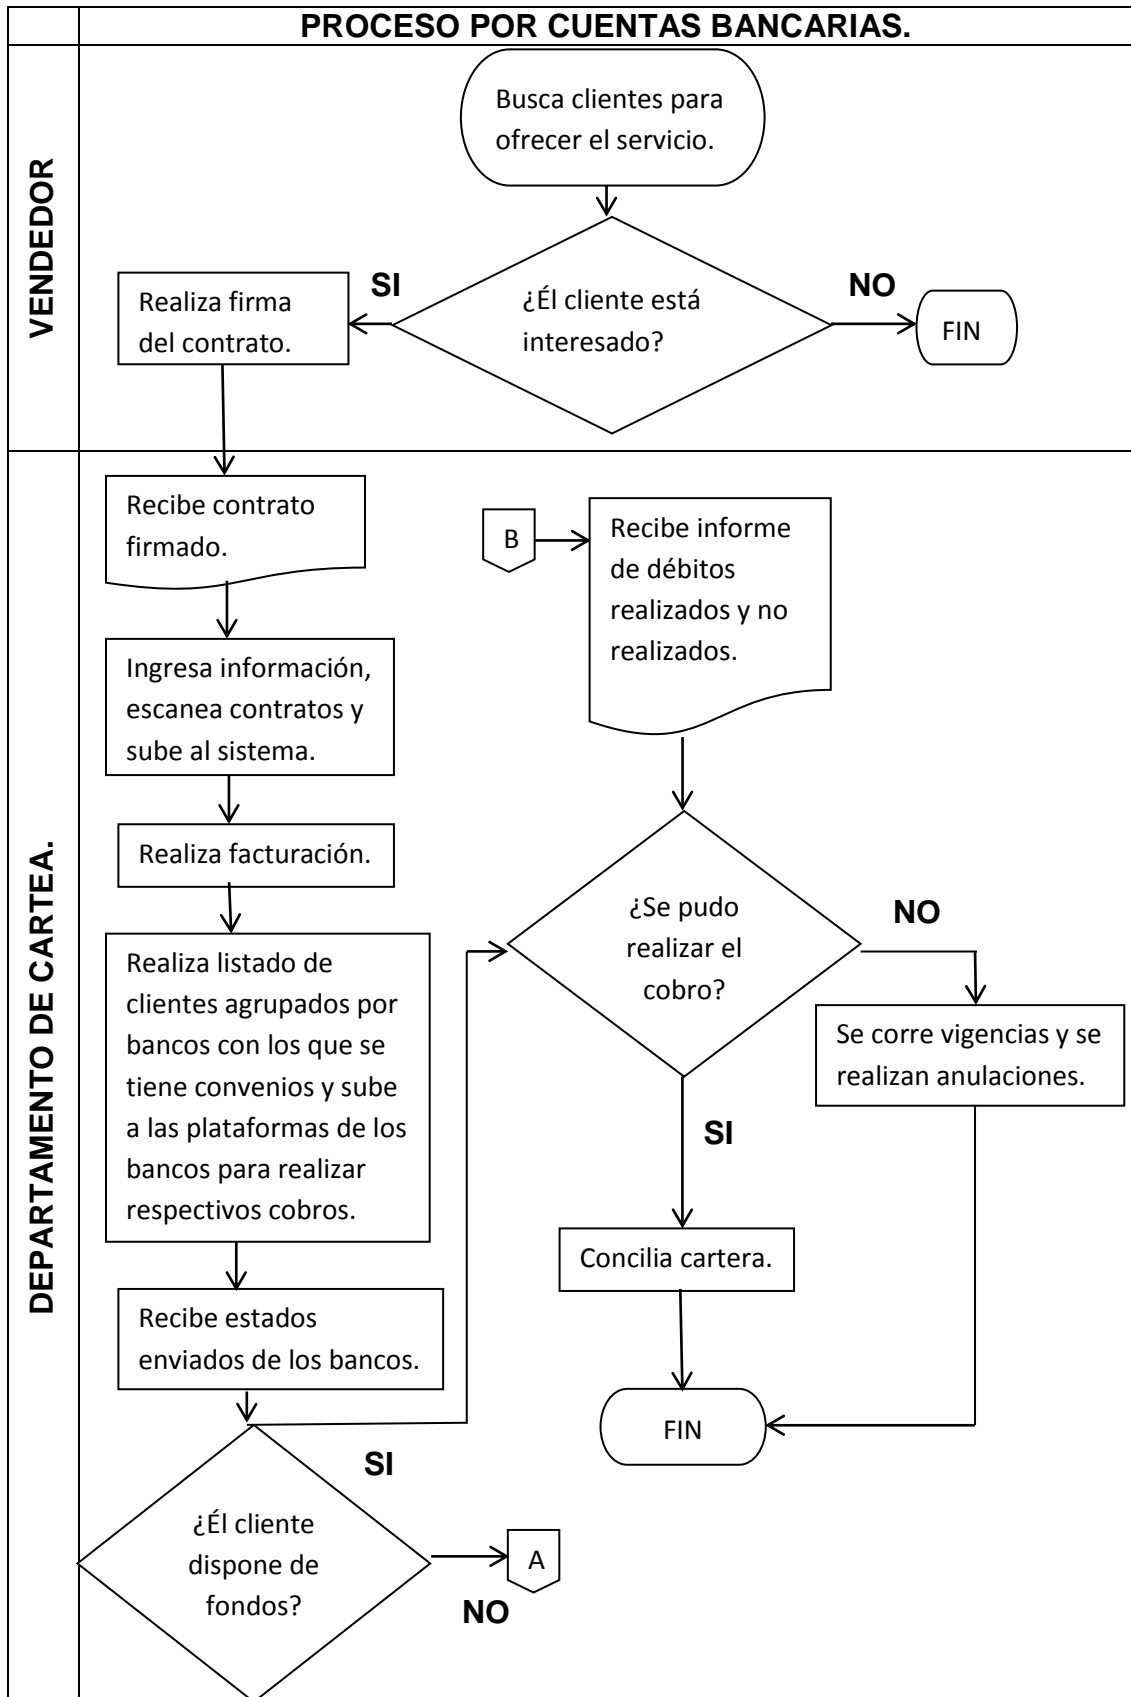 PROCESO POR CUENTAS BANCARIAS.
VENDEDOR
Busca clientes para
ofrecer el servicio.
¿Él cliente está
interesado?
SI
NO
Realiza firma
del contrato.
FIN
DEPARTAMENTO DE CARTEA.
Recibe contrato
firmado.
Ingresa información,
escanea contratos y
sube al sistema.
Realiza facturación.
Realiza listado de
clientes agrupados por
bancos con los que se
tiene convenios y sube
a las plataformas de los
bancos para realizar
respectivos cobros.
Recibe estados
enviados de los bancos.
¿Él cliente
dispone de
fondos?
SI
NO
A
B
Recibe informe
de débitos
realizados y no
realizados.
¿Se pudo
realizar el
cobro?
NO
Se corre vigencias y se
realizan anulaciones.
SI
Concilia cartera.
FIN